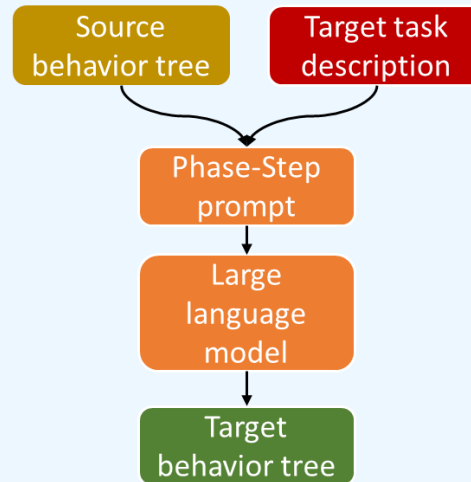 Source
behavior tree
Target task
description
Phase-Step
prompt
Large
language
model
Target
behavior tree